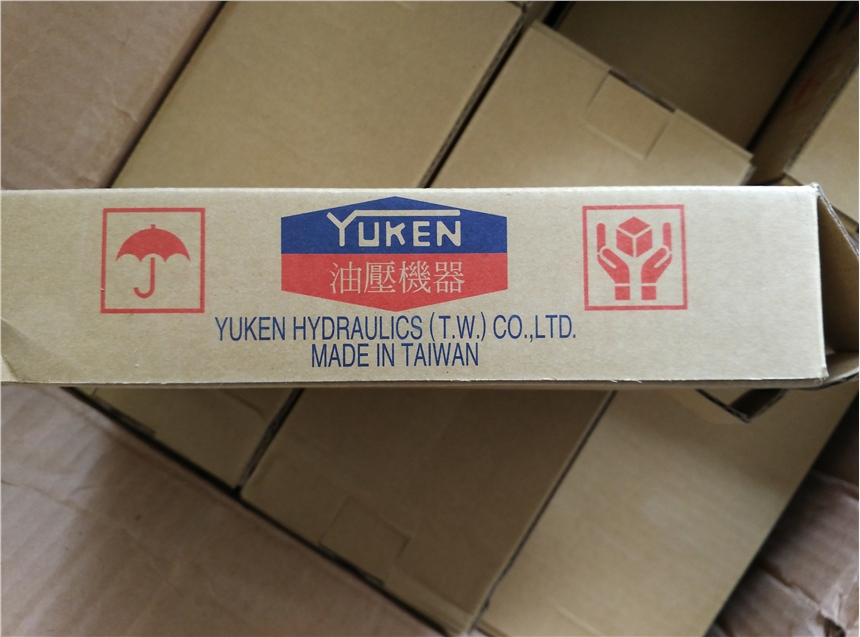 YUKEN
油壓機器
YUKEN HYDRAULICS (T.W.) CO.,LTD.
MADE IN TAIWAN